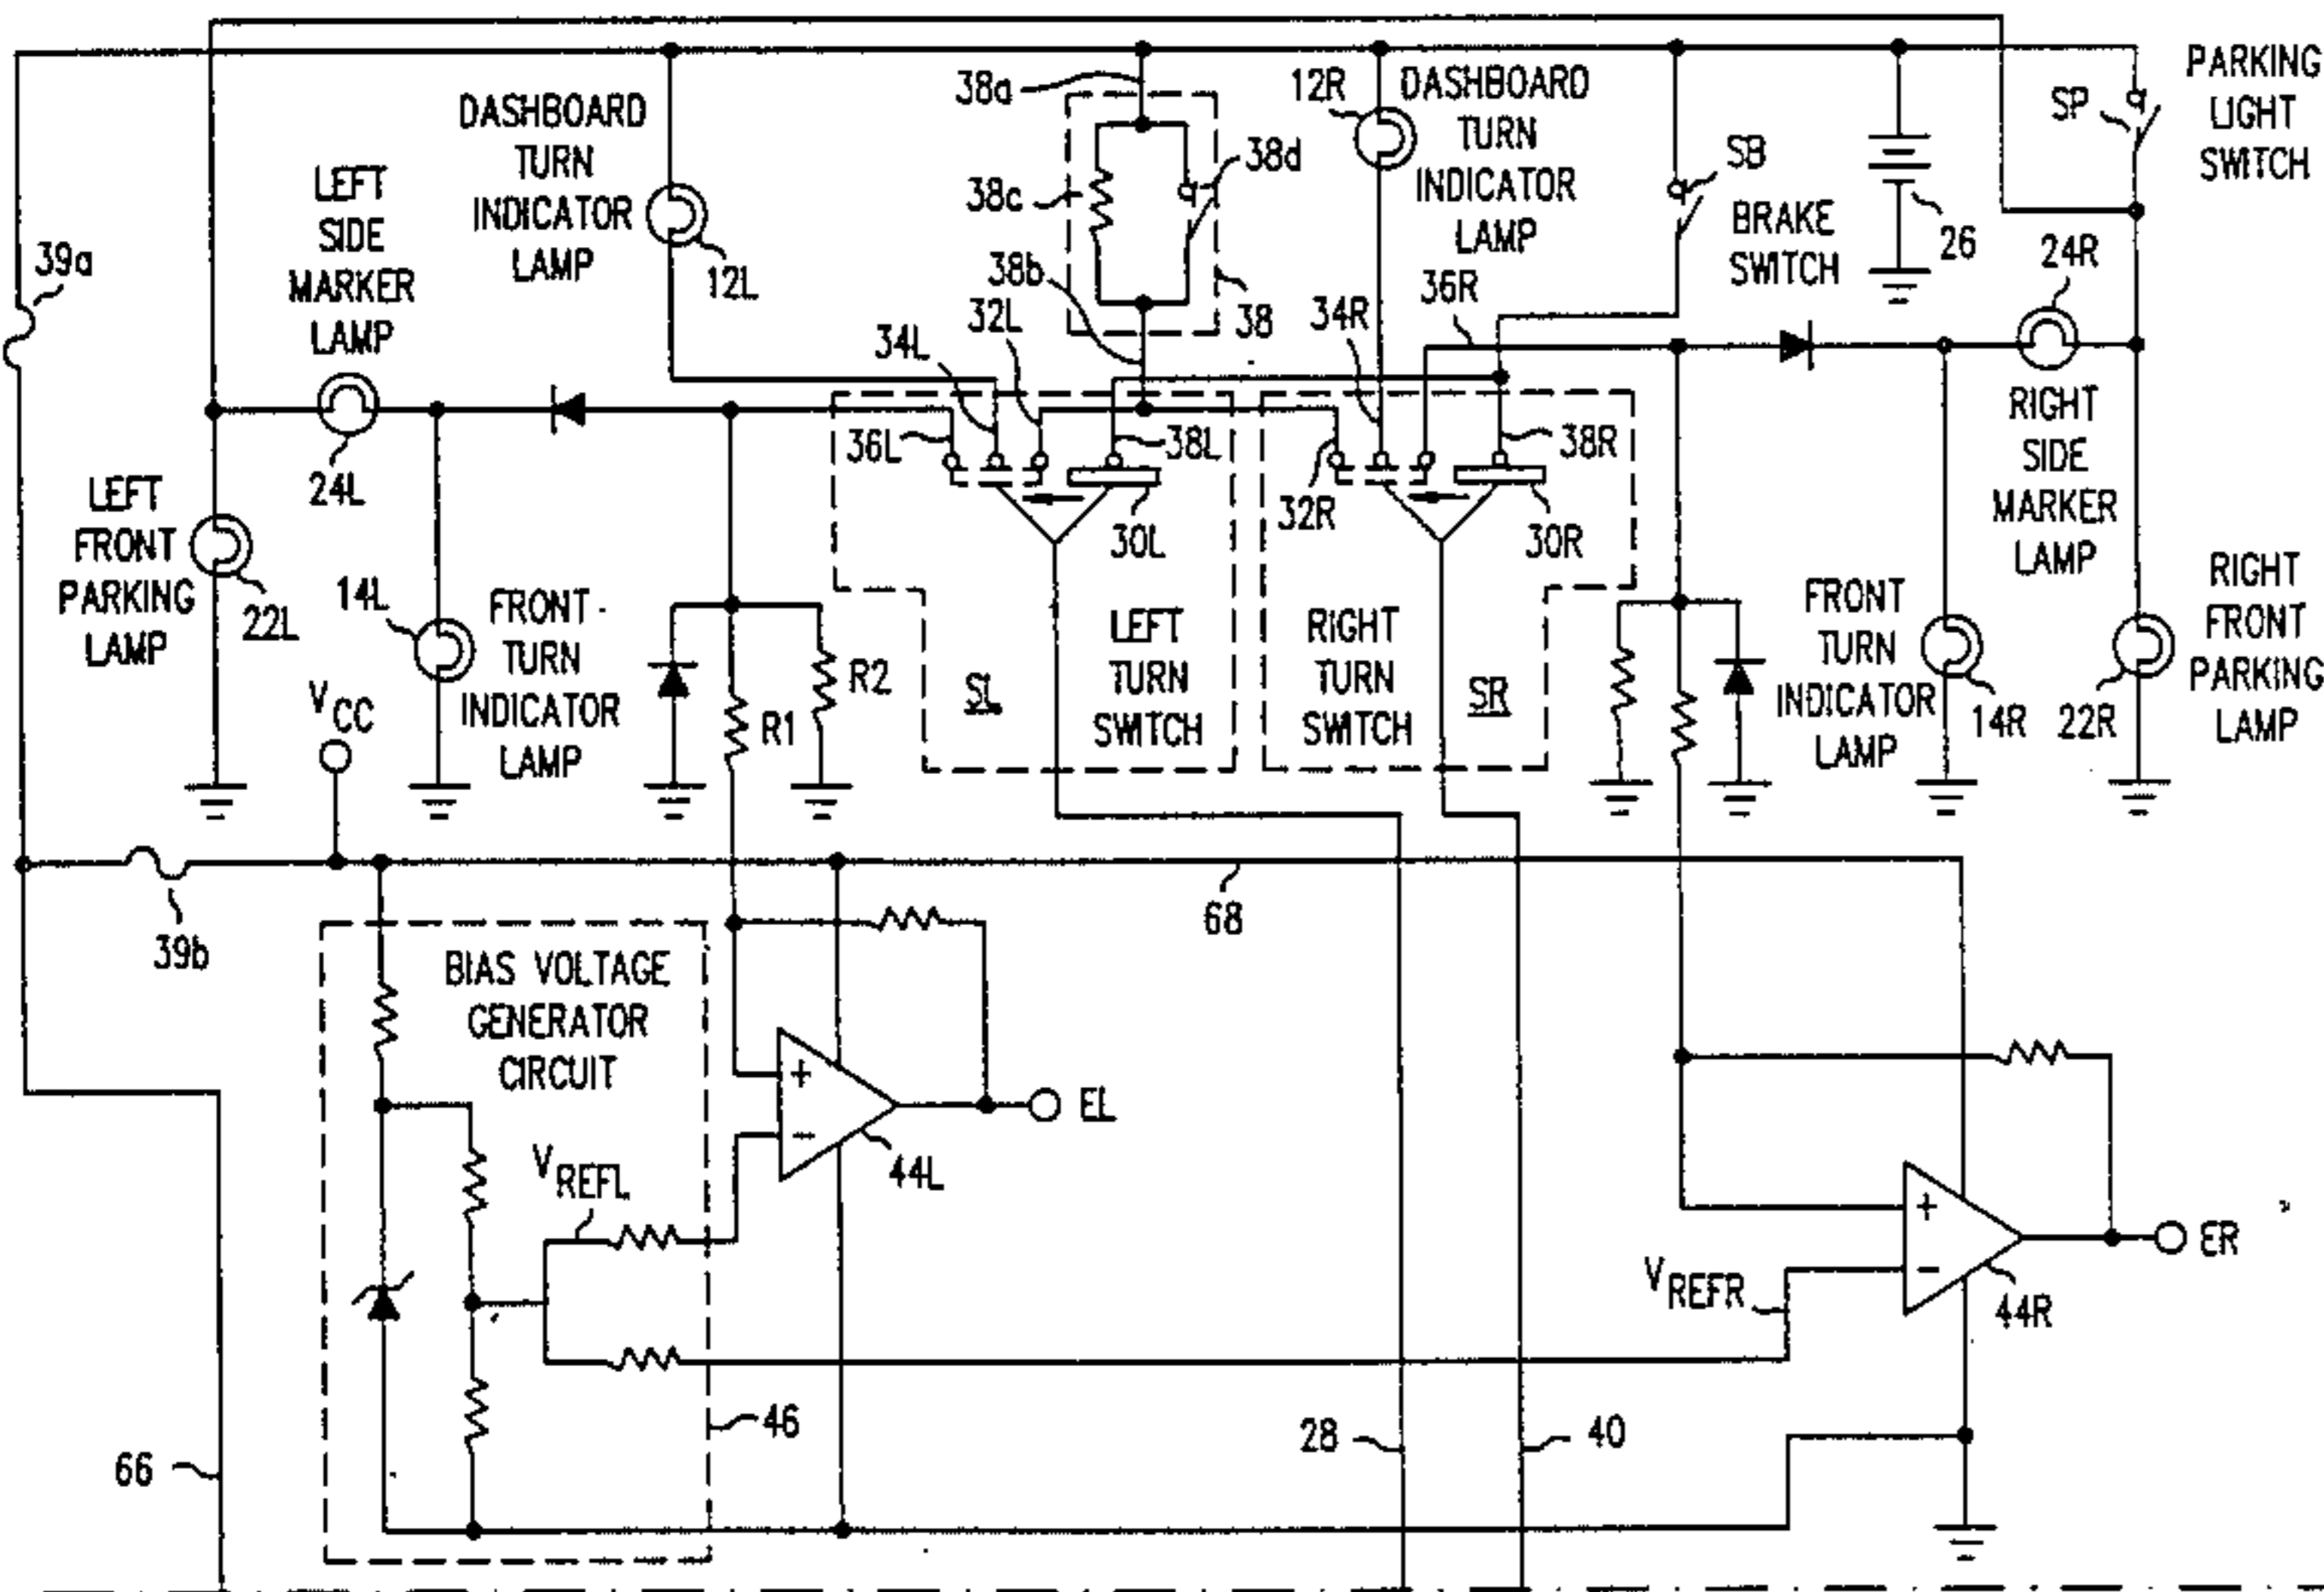 PARKING
LIGHT
SWITCH
SP
DASHBOARD
TURN
INDICATOR
LAMP
12R
38a
38d
38c
38b
38
SB
BRAKE
SWITCH
26
24R
DASHBOARD
TURN
INDICATOR
LAMP
12L
LEFT
SIDE
MARKER
LAMP
24L
39a
34L
32L
34R
36R
36L
38L
32R
38R
30L
30R
RIGHT
SIDE
MARKER
LAMP
LEFT
FRONT
PARKING
LAMP
22L
14L
FRONT
TURN
INDICATOR
LAMP
R1
R2
SL
LEFT
TURN
SWITCH
RIGHT
TURN
SWITCH
SR
FRONT
TURN
INDICATOR
LAMP
14R
22R
RIGHT
FRONT
PARKING
LAMP
VCC
39b
68
BIAS VOLTAGE
GENERATOR
CIRCUIT
+
−
44L
EL
VREFL
+
−
44R
ER
VREFR
46
66
28
40